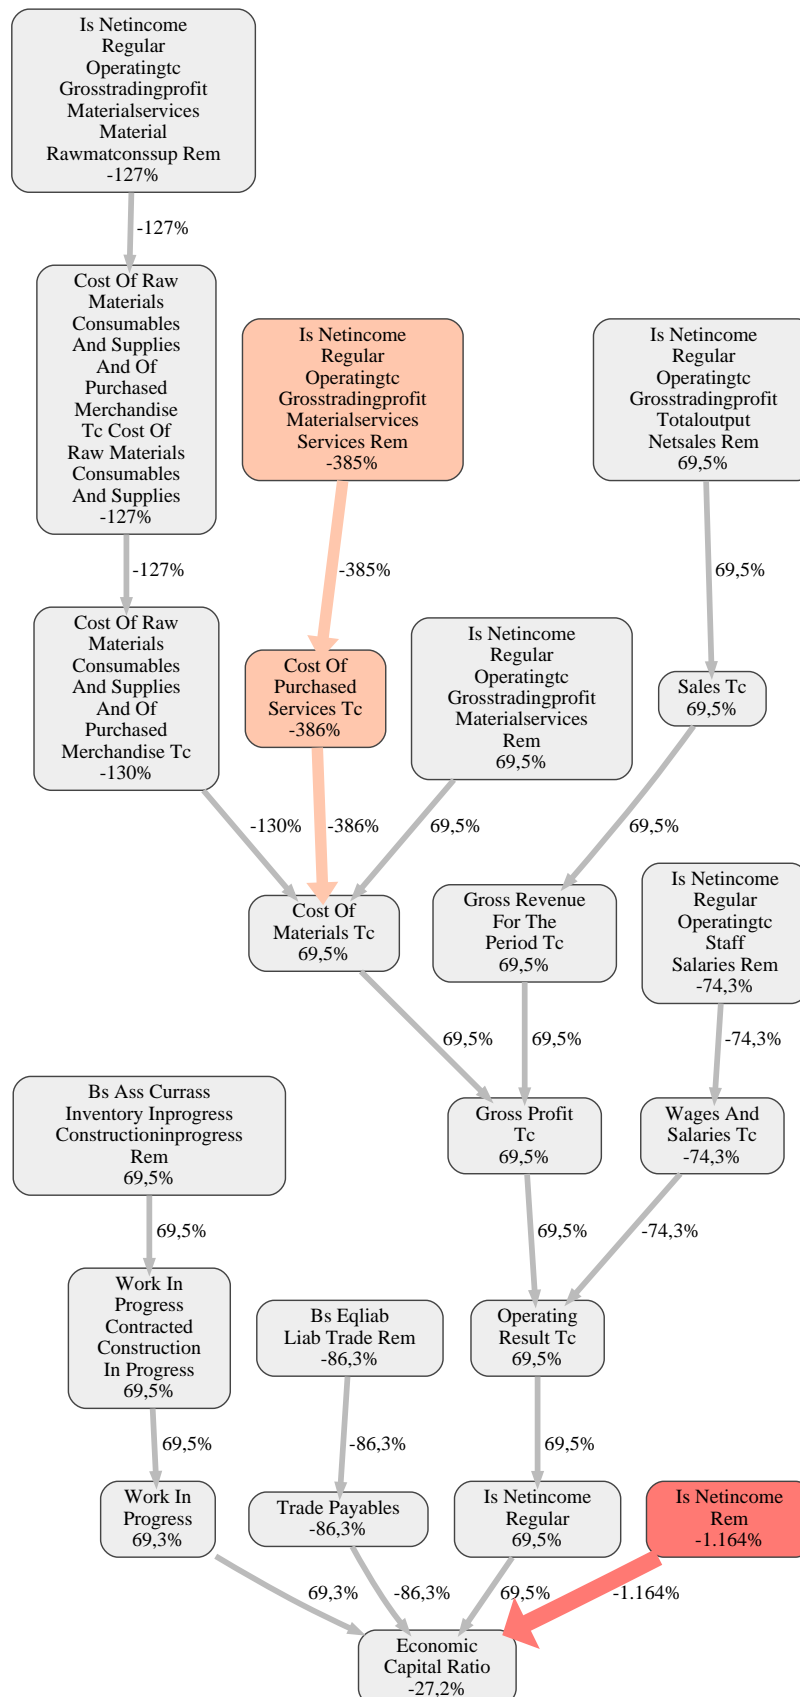 Is Netincome
Regular
Operatingtc
Grosstradingprofit
Materialservices
Material
Rawmatconssup Rem
-127%
-127%
Cost Of Raw
Materials
Consumables
And Supplies
And Of
Purchased
Merchandise
Tc Cost Of
Raw Materials
Consumables
And Supplies
-127%
Is Netincome
Regular
Operatingtc
Grosstradingprofit
Materialservices
Services Rem
-385%
Is Netincome
Regular
Operatingtc
Grosstradingprofit
Totaloutput
Netsales Rem
69,5%
-127%
-385%
69,5%
Cost Of Raw
Materials
Consumables
And Supplies
And Of
Purchased
Merchandise Tc
-130%
Cost Of
Purchased
Services Tc
-386%
Is Netincome
Regular
Operatingtc
Grosstradingprofit
Materialservices
Rem
69,5%
Sales Tc
69,5%
-130%
-386%
69,5%
69,5%
Cost Of
Materials Tc
69,5%
Gross Revenue
For The
Period Tc
69,5%
Is Netincome
Regular
Operatingtc
Staff
Salaries Rem
-74,3%
69,5%
69,5%
-74,3%
Bs Ass Currass
Inventory Inprogress
Constructioninprogress
Rem
69,5%
Gross Profit
Tc
69,5%
Wages And
Salaries Tc
-74,3%
69,5%
69,5%
-74,3%
Work In
Progress
Contracted
Construction
In Progress
69,5%
Bs Eqliab
Liab Trade Rem
-86,3%
Operating
Result Tc
69,5%
69,5%
-86,3%
69,5%
Work In
Progress
69,3%
Trade Payables
-86,3%
Is Netincome
Regular
69,5%
Is Netincome
Rem
-1.164%
69,3%
-86,3%
69,5%
-1.164%
Economic
Capital Ratio
-27,2%